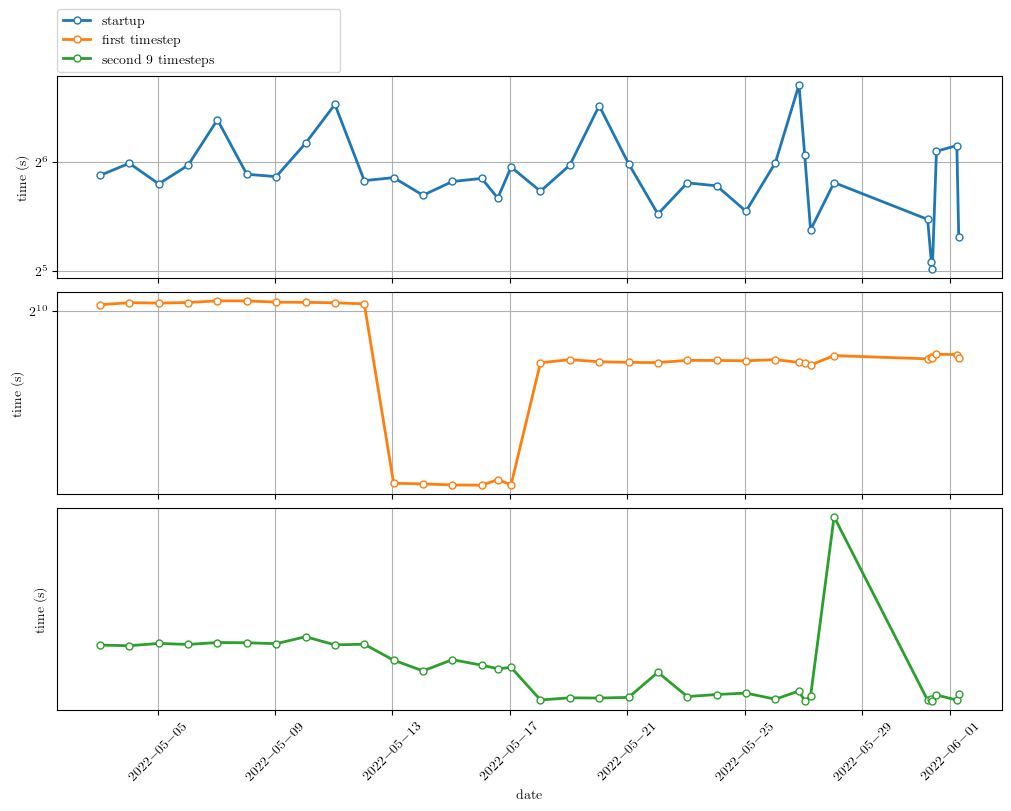 startup
first timestep
second 9 timesteps
time (s)
2^6
2^5
time (s)
2^10
time (s)
2022−05−05
2022−05−09
2022−05−13
2022−05−17
2022−05−21
2022−05−25
2022−05−29
2022−06−01
date